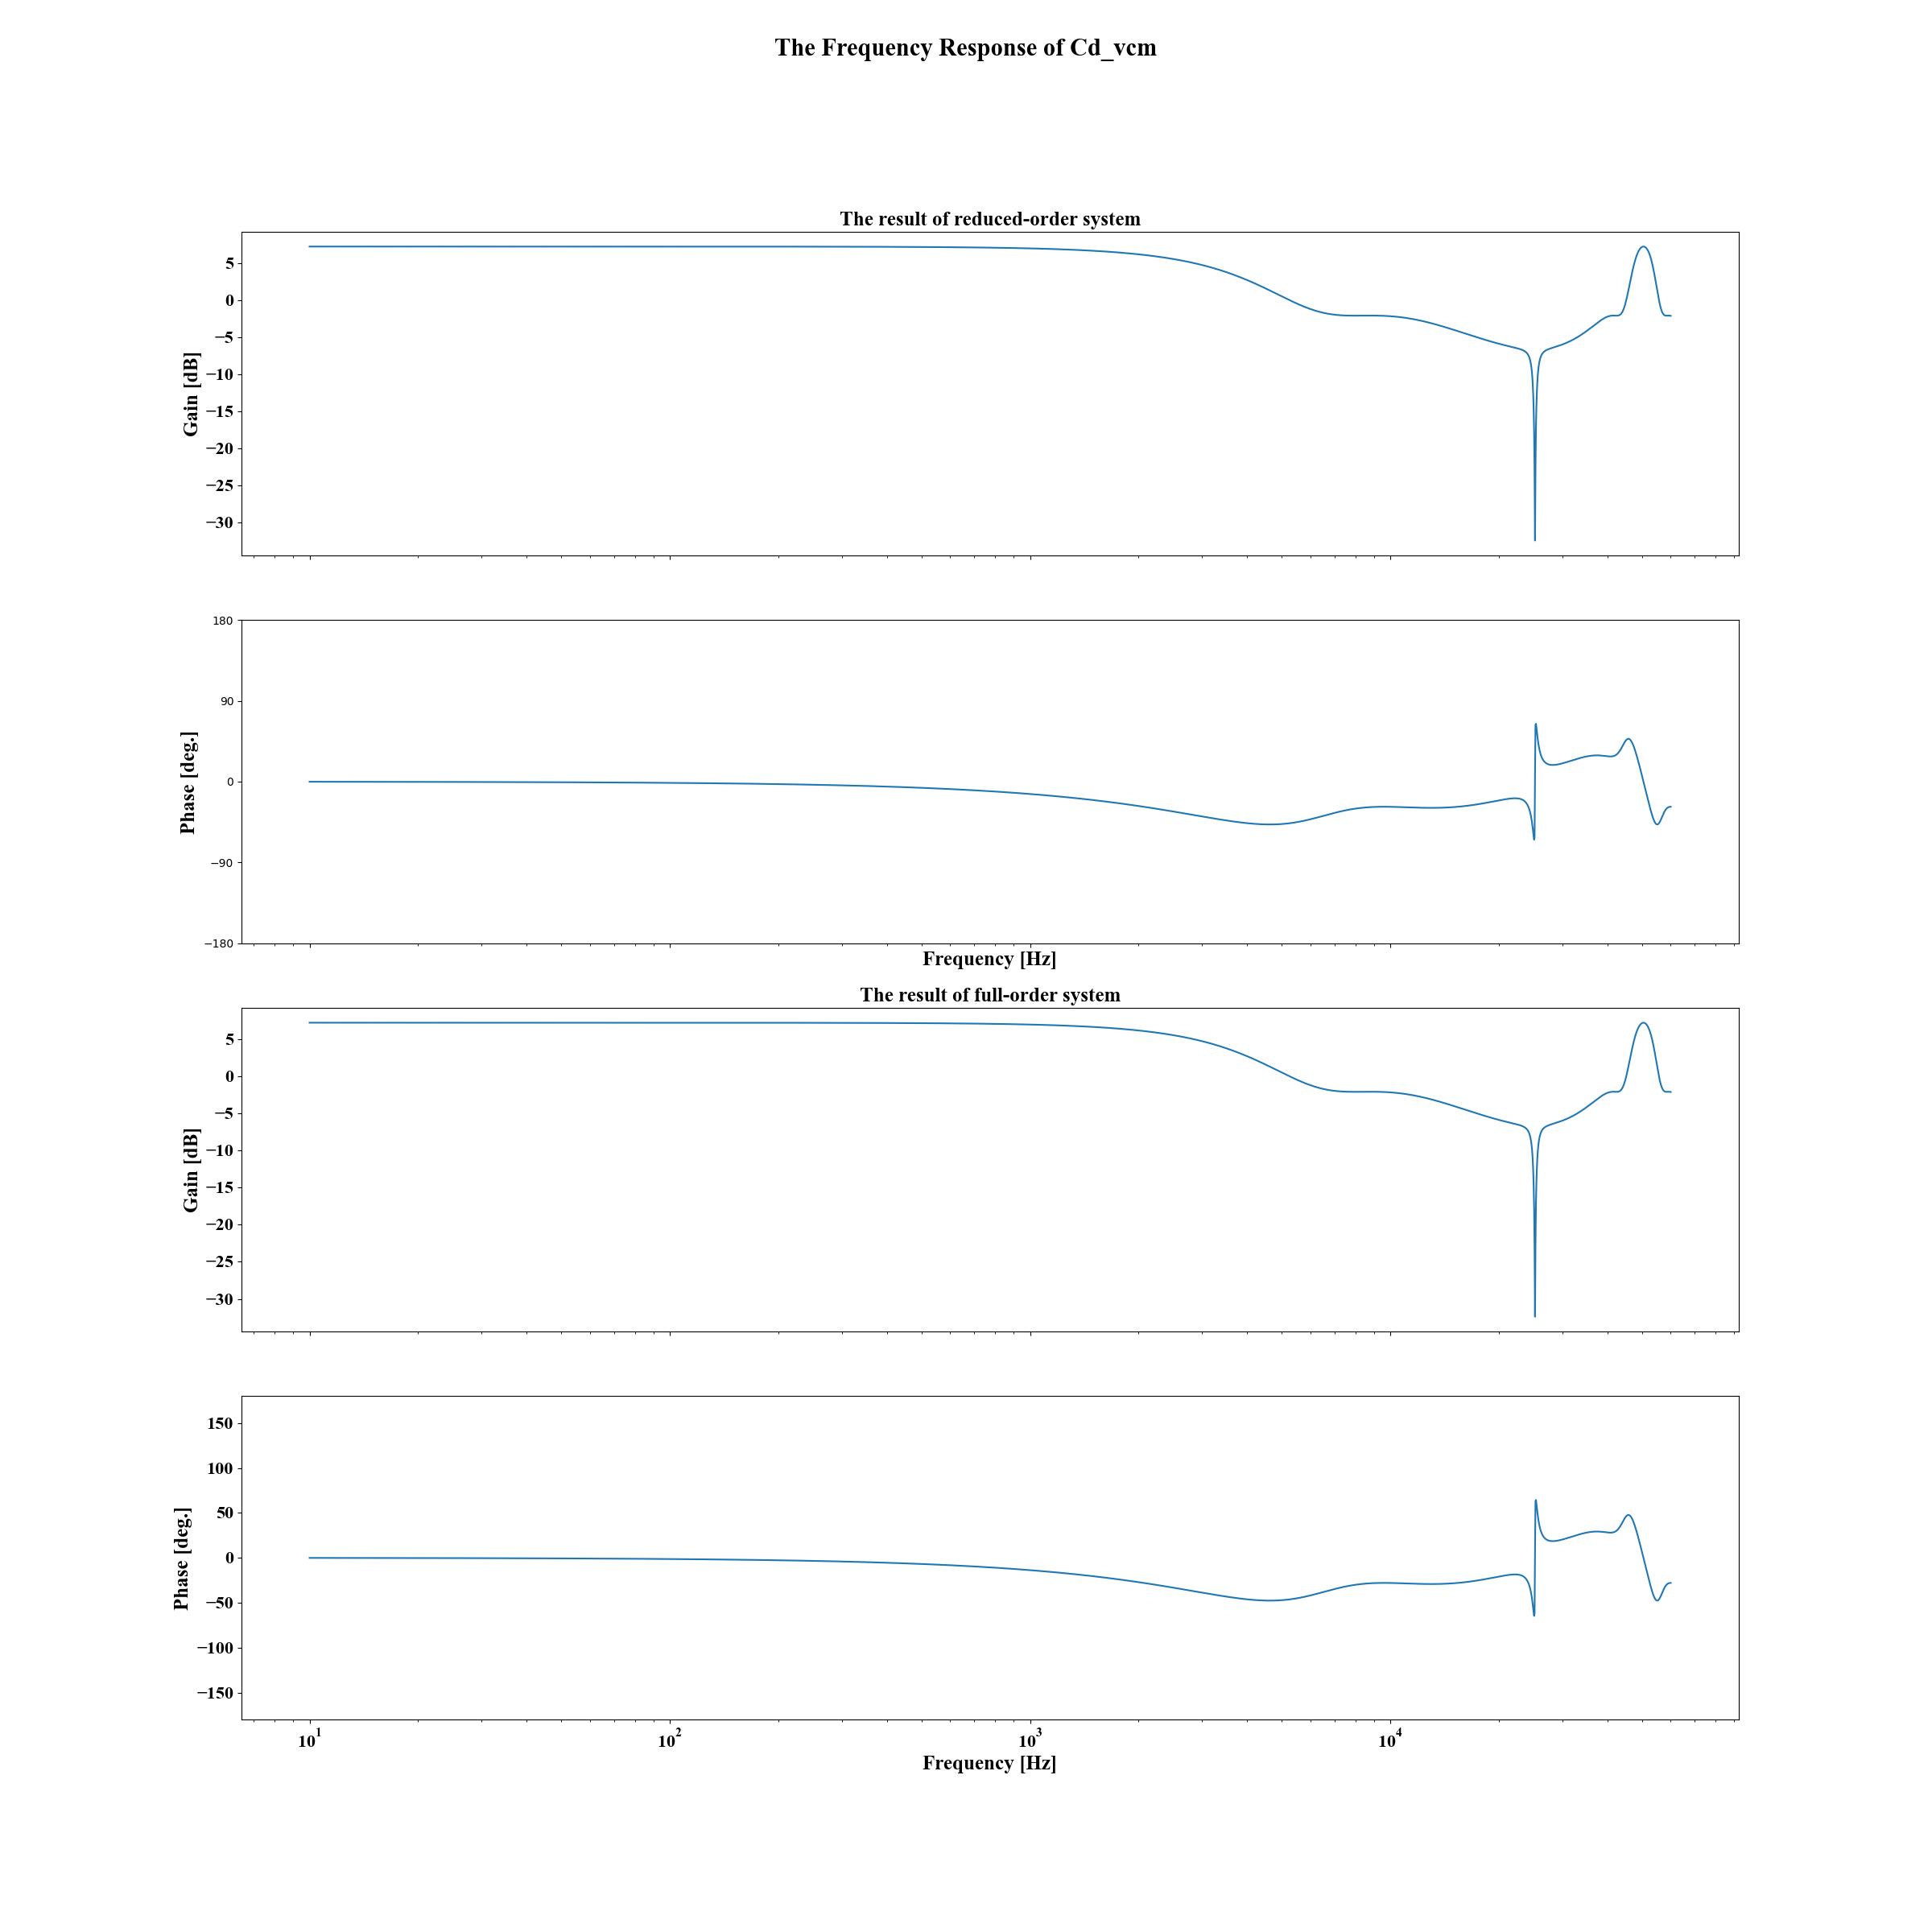 The Frequency Response of Cd_vcm
The result of reduced-order system
Gain [dB]
5
0
−5
−10
−15
−20
−25
−30
Phase [deg.]
180
90
0
−90
−180
Frequency [Hz]
The result of full-order system
Gain [dB]
5
0
−5
−10
−15
−20
−25
−30
Phase [deg.]
150
100
50
0
−50
−100
−150
10¹ 10² 10³ 10⁴
Frequency [Hz]